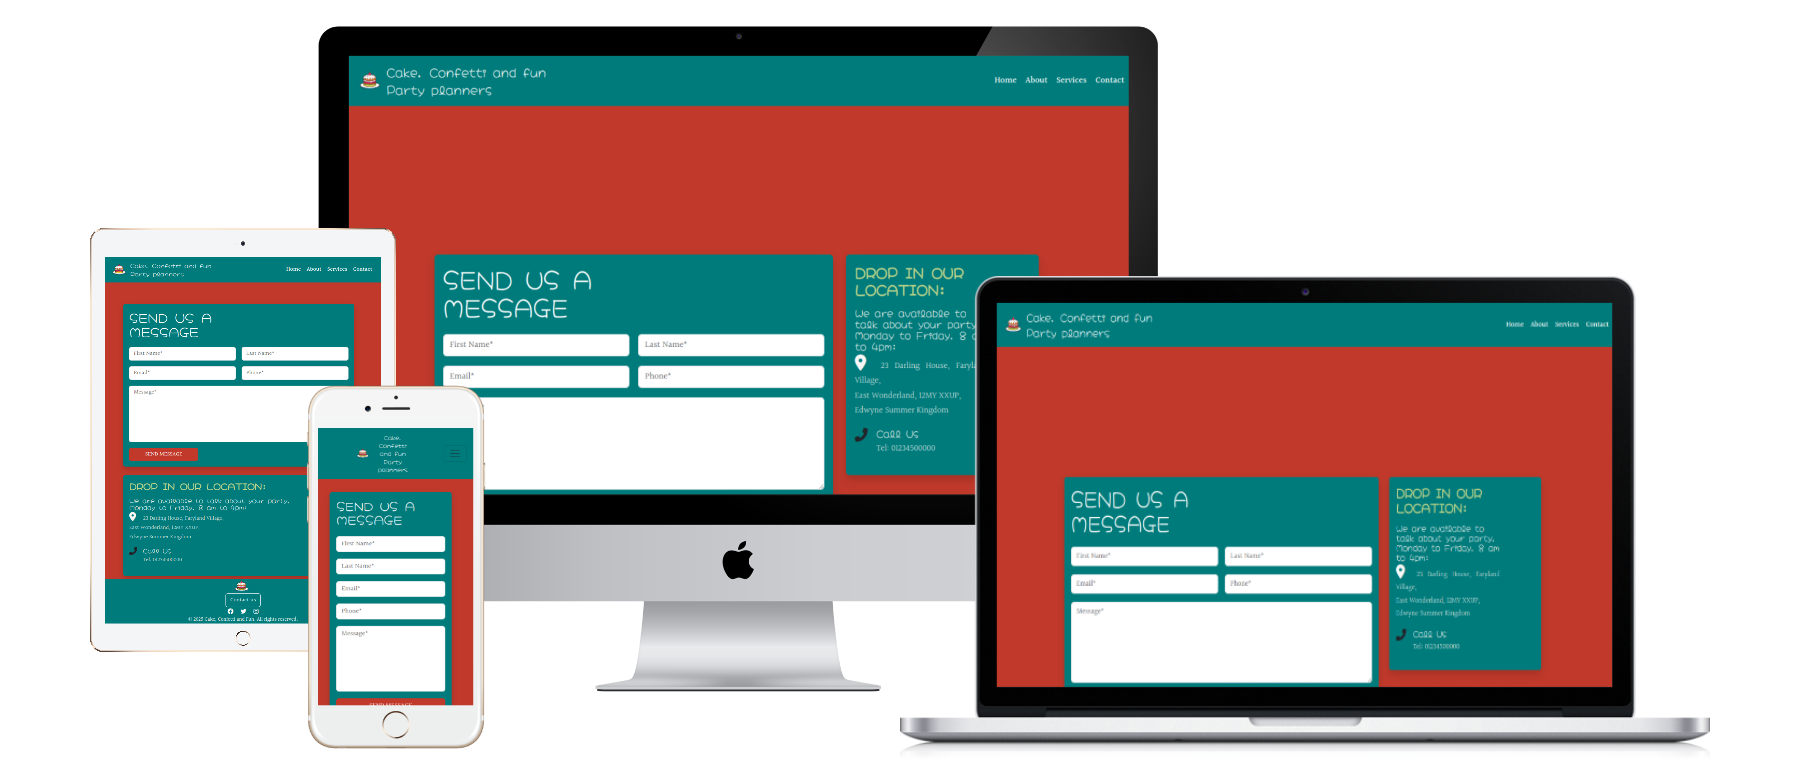 Cake, Confetti and fun
Party planners
Home About Services Contact
SEND US A
MESSAGE
First Name*
Last Name*
Email*
Phone*
DROP IN OUR
LOCATION:
We are available to
talk about your party
Monday to Friday, 8
to 4pm:
23 Darling House,
Village,
East Wonderland, 12MY XXUP,
Edwyne Summer Kingdom
Call Us
Tel: 01234500000
Cake, Confetti and fun
Party planners
Home About Services Contact
SEND US A
MESSAGE
First Name*
Last Name*
Email*
Phone*
Message*
SEND MESSAGE
DROP IN OUR LOCATION:
We are available to talk about your party,
Monday to Friday, 8 am to 4pm:
23 Darling House, Faryland Village,
East Wonderland, 12MY XXUP,
Edwyne Summer Kingdom
Call Us
Tel: 01234500000
Contact us
© 2025 Cake, Confetti and Fun. All rights reserved.
Cake,
Confetti
and fun
Party
planners
SEND US A
MESSAGE
First Name*
Last Name*
Email*
Phone*
Message*
SEND MESSAGE
Cake, Confetti and fun
Party planners
Home About Services Contact
SEND US A
MESSAGE
First Name*
Last Name*
Email*
Phone*
Message*
DROP IN OUR
LOCATION:
We are available to
talk about your party,
Monday to Friday, 8 am
to 4pm:
23 Darling House, Faryland
Village,
East Wonderland, 12MY XXUP,
Edwyne Summer Kingdom
Call Us
Tel: 01234500000